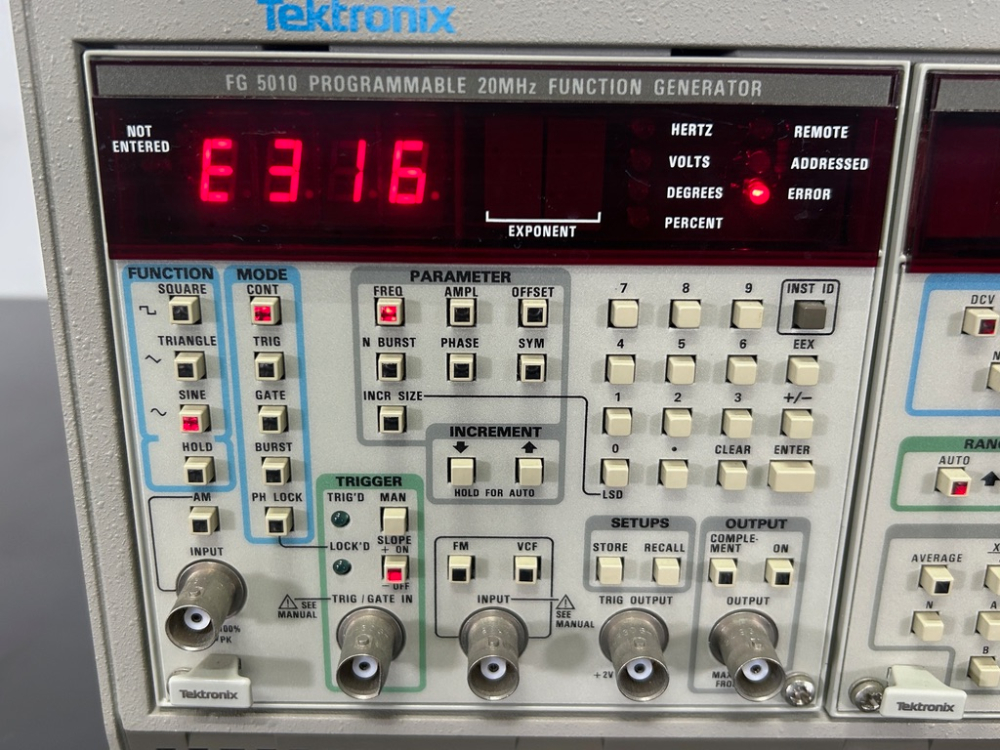 Tektronix
FG 5010 PROGRAMMABLE 20MHz FUNCTION GENERATOR
NOT ENTERED
E316
EXPONENT
HERTZ
VOLTS
DEGREES
PERCENT
REMOTE
ADDRESSED
ERROR
FUNCTION
SQUARE
TRIANGLE
SINE
HOLD
AM
INPUT
MODE
CONT
TRIG
GATE
BURST
PH LOCK
PARAMETER
FREQ AMPL OFFSET
N BURST PHASE SYM
INCR SIZE
INCREMENT
HOLD FOR AUTO
7 8 9 INST ID
4 5 6 EEX
1 2 3 +/−
0 • CLEAR ENTER
LSD
TRIGGER
TRIG'D MAN
SLOPE
+ ON
LOCK'D
− OFF
SEE MANUAL
TRIG/GATE IN
FM VCF
INPUT
SEE MANUAL
SETUPS
STORE RECALL
TRIG OUTPUT
+2V
OUTPUT
COMPLE-
MENT ON
OUTPUT
Tektronix
DCV
AUTO
AVERAGE
N
B
Tektronix